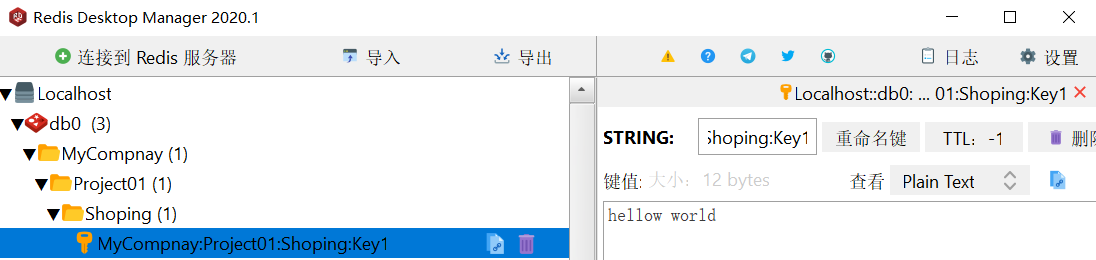 Redis Desktop Manager 2020.1
连接到 Redis 服务器 导入 导出 日志 设置
Localhost
Localhost::db0: ... 01:Shoping:Key1
db0 (3)
STRING: Shoping:Key1 重命名键 TTL: -1 删除
MyCompnay (1)
Project01 (1)
键值: 大小: 12 bytes 查看 Plain Text
Shoping (1)
hellow world
MyCompnay:Project01:Shoping:Key1